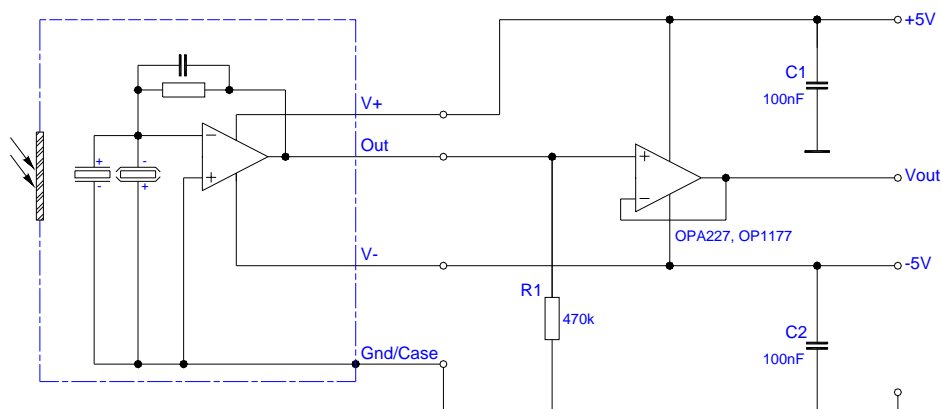 +5V
C1
100nF
V+
Out
+
-
-
+
−
+
+
−
Vout
OPA227, OP1177
V-
-5V
R1
470k
C2
100nF
Gnd/Case